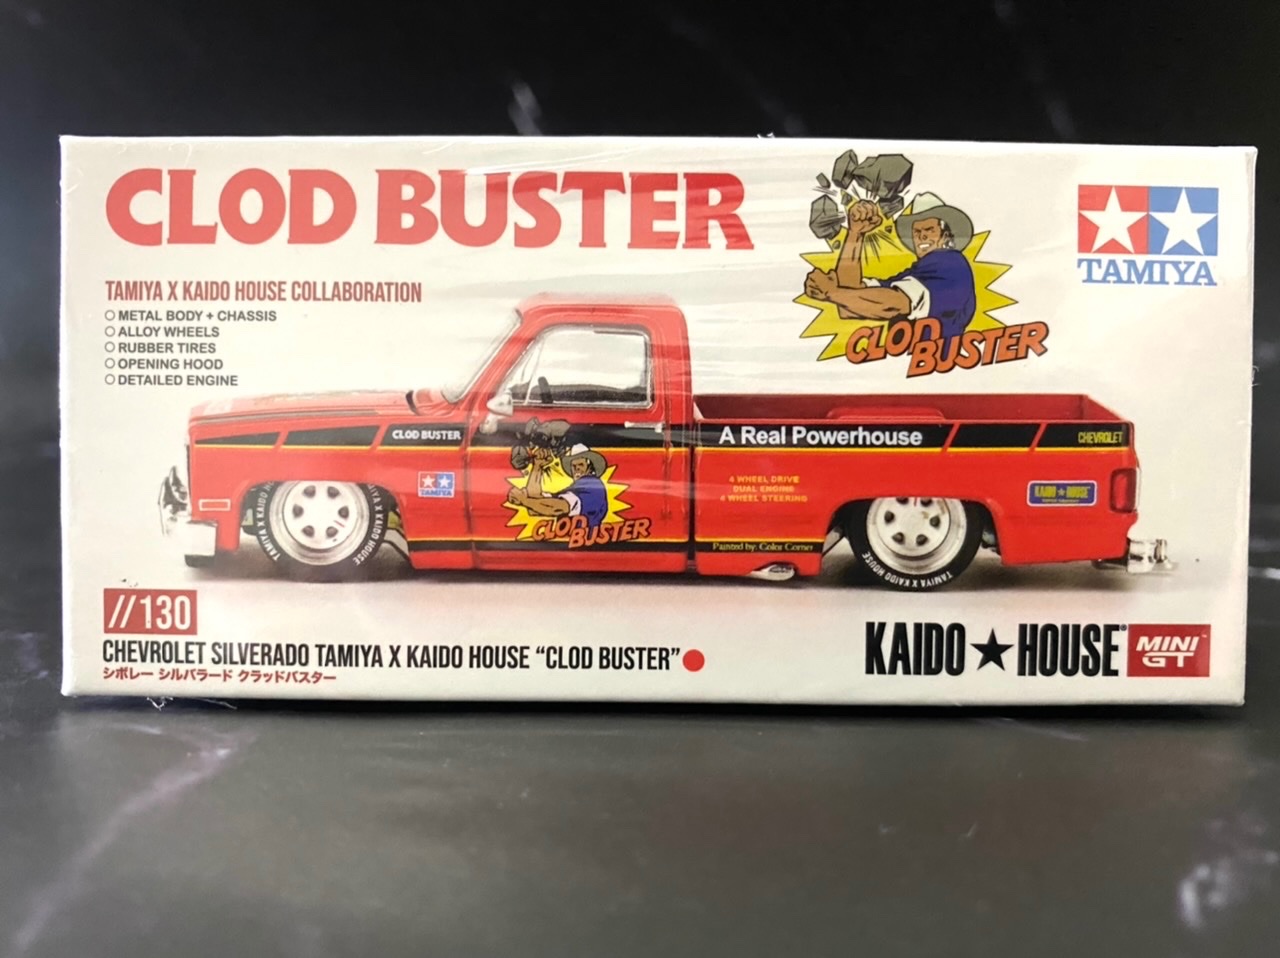 CLOD BUSTER
TAMIYA
TAMIYA X KAIDO HOUSE COLLABORATION
METAL BODY + CHASSIS
ALLOY WHEELS
RUBBER TIRES
OPENING HOOD
DETAILED ENGINE
CLOD BUSTER
CLOD BUSTER
A Real Powerhouse
CHEVROLET
TAMIYA
4 WHEEL DRIVE
DUAL ENGINE
4 WHEEL STEERING
KAIDO★HOUSE
CLOD BUSTER
Painted by: Color Corner
TAMIYA X KAIDO HOUSE
TAMIYA X KAIDO HOUSE
TAMIYA X KAIDO HOUSE
//130
CHEVROLET SILVERADO TAMIYA X KAIDO HOUSE “CLOD BUSTER”
シボレー シルバラード クラッドバスター
KAIDO★HOUSE®
MINI GT™